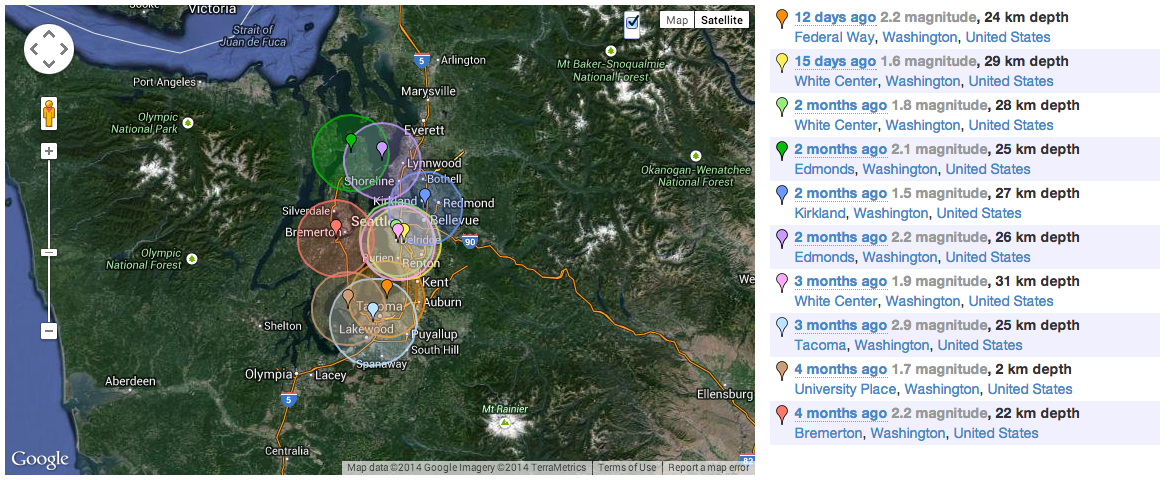 Sooke
Victoria
Strait of
Juan de Fuca
Map
Satellite
5
Arlington
Mt Baker-Snoqualmie
National Forest
Port Angeles
Marysville
Olympic
National Park
Everett
Lynnwood
Okanogan-Wenatchee
National Forest
Shoreline
Bothell
Kirkland
Redmond
Silverdale
Seattle
Bellevue
Bremerton
Delridge
90
Olympic
National Forest
Burien
Renton
We
Kent
Tacoma
Auburn
Shelton
Lakewood
Puyallup
South Hill
Spanaway
Olympia
Lacey
Aberdeen
5
Ellensburg
Mt Rainier
Centralia
82
Google
Map data ©2014 Google Imagery ©2014 TerraMetrics
Terms of Use
Report a map error
12 days ago 2.2 magnitude, 24 km depth
Federal Way, Washington, United States
15 days ago 1.6 magnitude, 29 km depth
White Center, Washington, United States
2 months ago 1.8 magnitude, 28 km depth
White Center, Washington, United States
2 months ago 2.1 magnitude, 25 km depth
Edmonds, Washington, United States
2 months ago 1.5 magnitude, 27 km depth
Kirkland, Washington, United States
2 months ago 2.2 magnitude, 26 km depth
Edmonds, Washington, United States
3 months ago 1.9 magnitude, 31 km depth
White Center, Washington, United States
3 months ago 2.9 magnitude, 25 km depth
Tacoma, Washington, United States
4 months ago 1.7 magnitude, 2 km depth
University Place, Washington, United States
4 months ago 2.2 magnitude, 22 km depth
Bremerton, Washington, United States